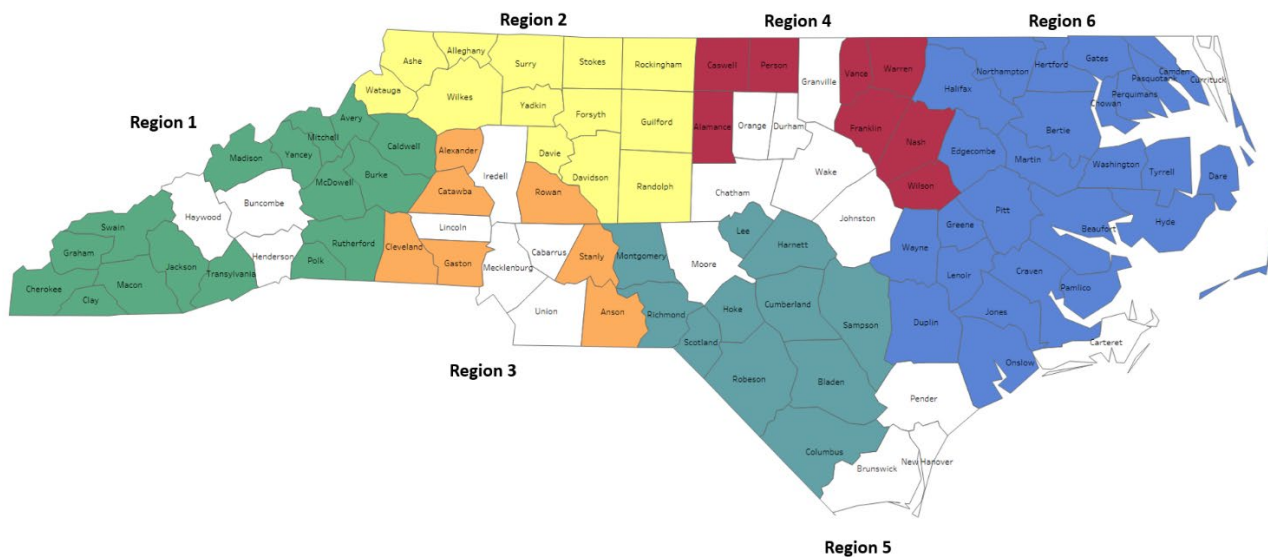 Region 2
Region 4
Region 6
Region 1
Region 3
Region 5
Ashe
Alleghany
Surry
Stokes
Rockingham
Watauga
Wilkes
Yadkin
Forsyth
Guilford
Davie
Davidson
Randolph
Caswell
Person
Granville
Vance
Warren
Alamance
Orange
Durham
Franklin
Nash
Wilson
Wake
Chatham
Johnston
Northampton
Hertford
Gates
Camden
Currituck
Pasquotank
Perquimans
Chowan
Halifax
Bertie
Edgecombe
Martin
Washington
Tyrrell
Dare
Pitt
Beaufort
Hyde
Greene
Wayne
Lenoir
Craven
Pamlico
Jones
Duplin
Onslow
Carteret
Avery
Mitchell
Caldwell
Madison
Yancey
Burke
McDowell
Buncombe
Haywood
Swain
Graham
Cherokee
Clay
Macon
Jackson
Transylvania
Henderson
Rutherford
Polk
Alexander
Iredell
Catawba
Rowan
Lincoln
Cleveland
Gaston
Mecklenburg
Cabarrus
Stanly
Union
Anson
Montgomery
Moore
Lee
Harnett
Richmond
Hoke
Cumberland
Sampson
Scotland
Robeson
Bladen
Columbus
Pender
Brunswick
New Hanover